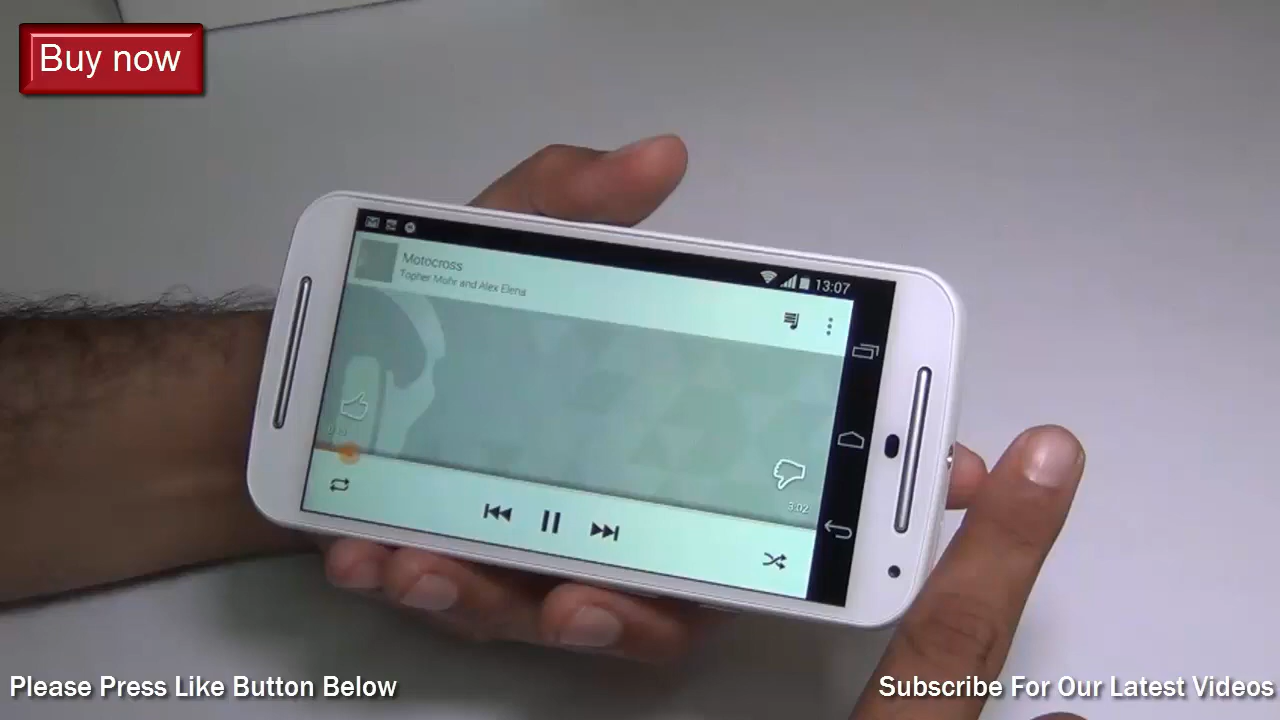 Buy now
13:07
Motocross
Topher Mohr and Alex Elena
3:02
Please Press Like Button Below
Subscribe For Our Latest Videos